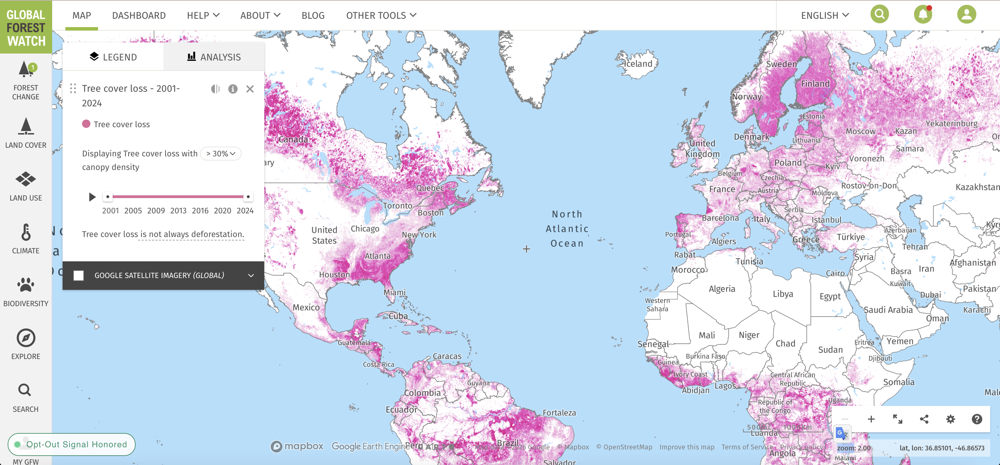 GLOBAL
FOREST
WATCH
MAP
DASHBOARD
HELP
ABOUT
BLOG
OTHER TOOLS
ENGLISH
1
FOREST
CHANGE
LAND COVER
LAND USE
CLIMATE
BIODIVERSITY
EXPLORE
SEARCH
MY GFW
Opt-Out Signal Honored
LEGEND
ANALYSIS
Tree cover loss - 2001-
2024
Tree cover loss
Displaying Tree cover loss with > 30%
canopy density
2001 2005 2009 2013 2016 2020 2024
Tree cover loss is not always deforestation.
GOOGLE SATELLITE IMAGERY (GLOBAL)
Iceland
Sweden
Finland
Norway
Estonia
Yekaterinburg
Moscow
Kazan
Denmark
Lithuania
Canada
United
Kingdom
Samara
Voronezh
Poland
Kyiv
Belgium
Czechia
Rostov-on-Don
Kazakhstan
Quebec
France
Austria
Moldova
Toronto
Boston
Serbia
North
Atlantic
Ocean
Barcelona
Italy
Istanbul
United
States
Chicago
New York
Portugal
Algiers
Greece
Türkiye
Azerbaijan
Tehran
Atlanta
Rabat
Tunisia
Syria
Afghanistan
Morocco
Cairo
Basra
Iran
Houston
Kuwait
Miami
Algeria
Libya
Egypt
Dubai
Pakistan
Western
Sahara
Mexico
Saudi Arabia
Karachi
Cuba
Oman
Mali
Niger
Chad
Guatemala
Senegal
Sudan
Eritrea
Yemen
Caracas
Burkina Faso
Djibouti
Costa Rica
Guinea
Ivory Coast
Central African
Republic
Guyana
Somalia
Colombia
Abidjan
Lagos
Uganda
Ecuador
Republic of
the Congo
Fortaleza
Luanda
Brazil
Angola
Malawi
Salvador
500mi
1000km
mapbox
Google Earth Engine
CARTO
Map data ©2026 Google
© Mapbox
© OpenStreetMap
Improve this map
Terms of Service
Privacy policy
zoom: 2.00
lat, lon: 36.85101, -46.86573